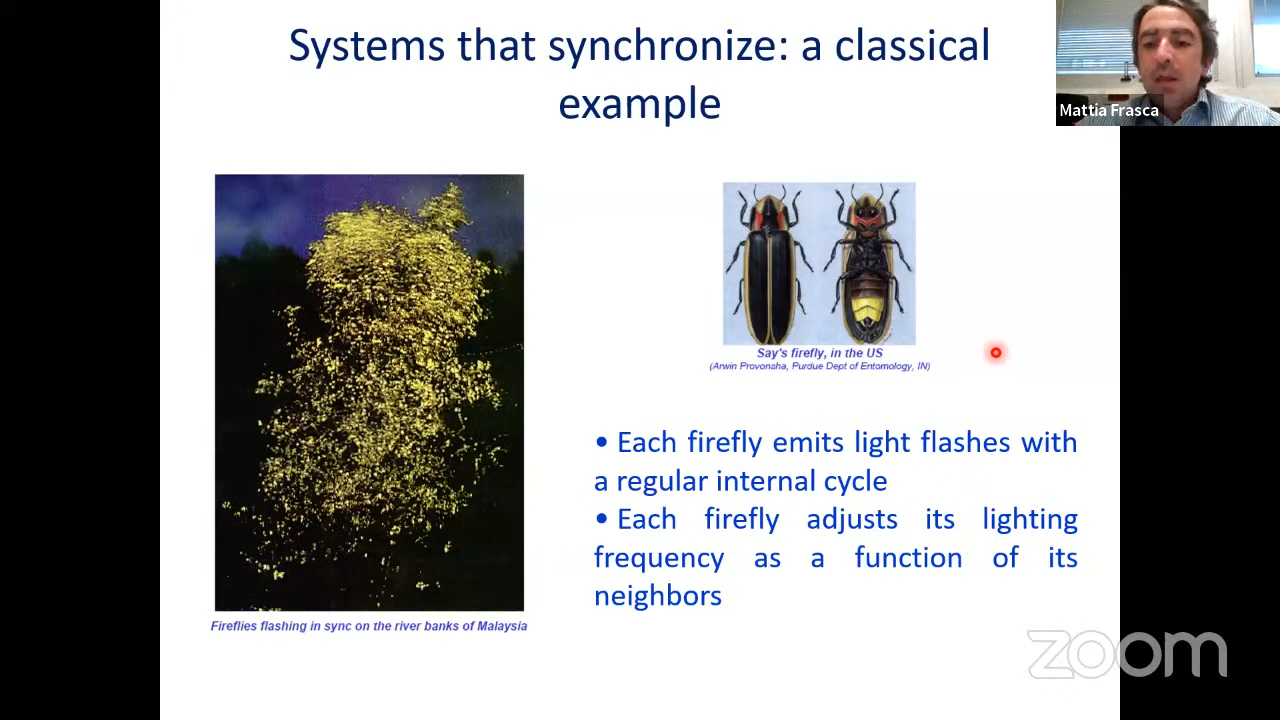 Systems that synchronize: a classical
example
Mattia Frasca
Say's firefly, in the US
(Arwin Provonaha, Purdue Dept of Entomology, IN)
• Each firefly emits light flashes with
a regular internal cycle
• Each firefly adjusts its lighting
frequency as a function of its
neighbors
Fireflies flashing in sync on the river banks of Malaysia
zoom